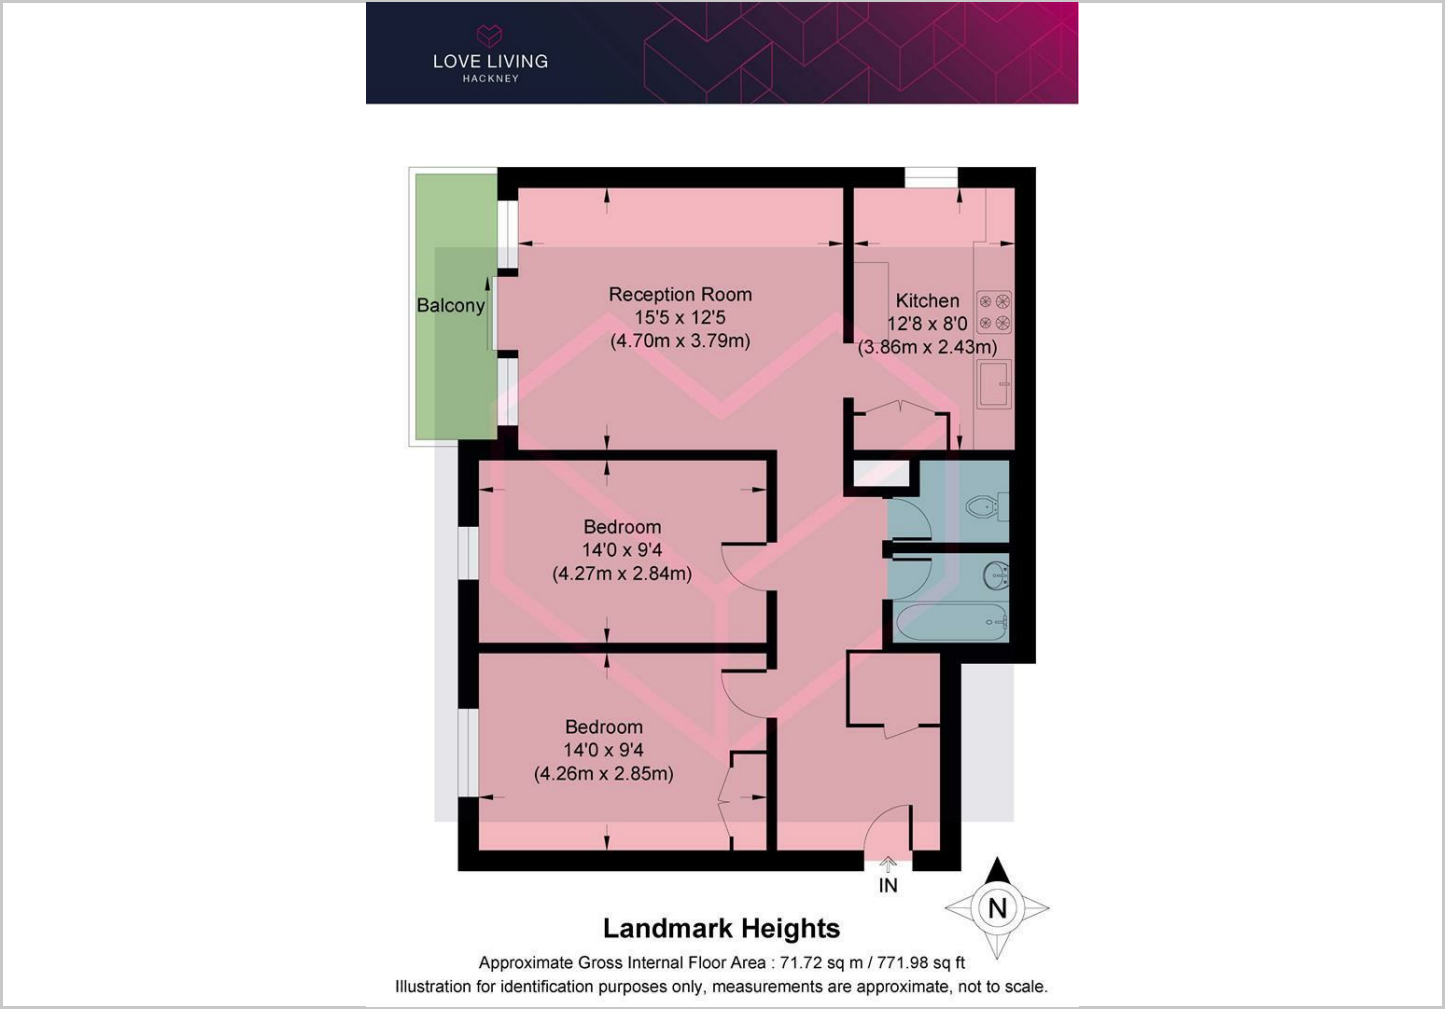 LOVE LIVING
HACKNEY
Balcony
Reception Room
15'5 x 12'5
(4.70m x 3.79m)
Kitchen
12'8 x 8'0
(3.86m x 2.43m)
Bedroom
14'0 x 9'4
(4.27m x 2.84m)
Bedroom
14'0 x 9'4
(4.26m x 2.85m)
IN
N
Landmark Heights
Approximate Gross Internal Floor Area : 71.72 sq m / 771.98 sq ft
Illustration for identification purposes only, measurements are approximate, not to scale.